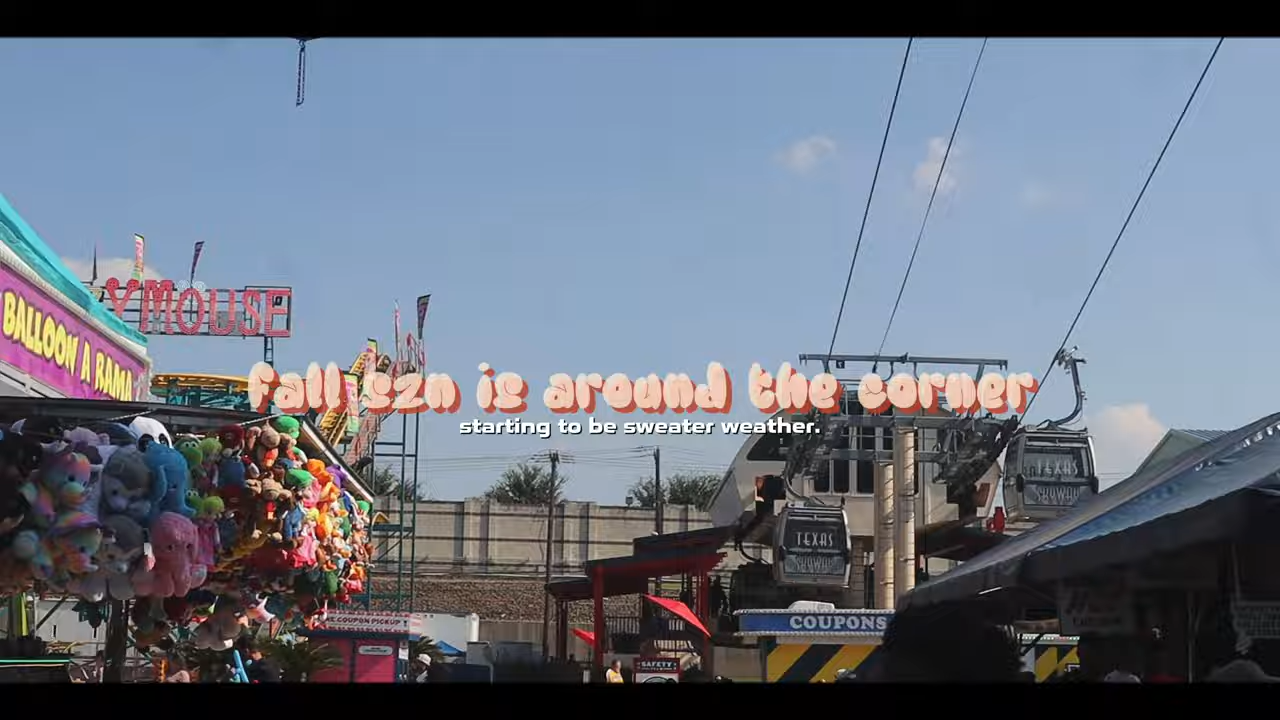 YMOUSE
BALLOON A RAMA
fall szn is around the corner
starting to be sweater weather.
TEXAS
SKYWAY
TEXAS
SKYWAY
COUPON PICKUP
COUPONS
SAFETY